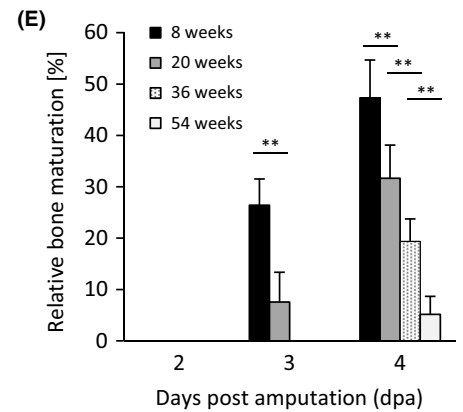 (E)
Relative bone maturation [%]
60
50
40
30
20
10
0
8 weeks
20 weeks
36 weeks
54 weeks
**
**
**
**
2 3 4
Days post amputation (dpa)